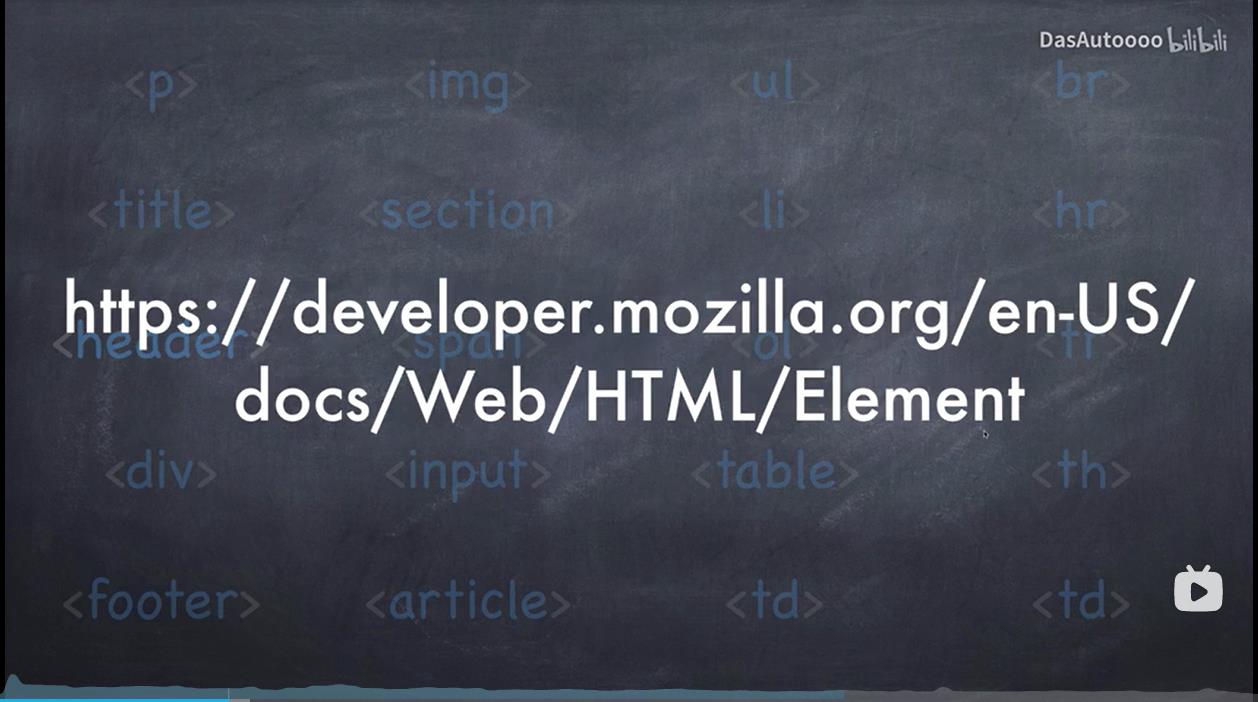 DasAutoooo bilibili
<p> <img> <ul> <br>
<title> <section> <li> <hr>
https://developer.mozilla.org/en-US/
<header> <span> <ol> <tr>
docs/Web/HTML/Element
<div> <input> <table> <th>
<footer> <article> <td> <td>